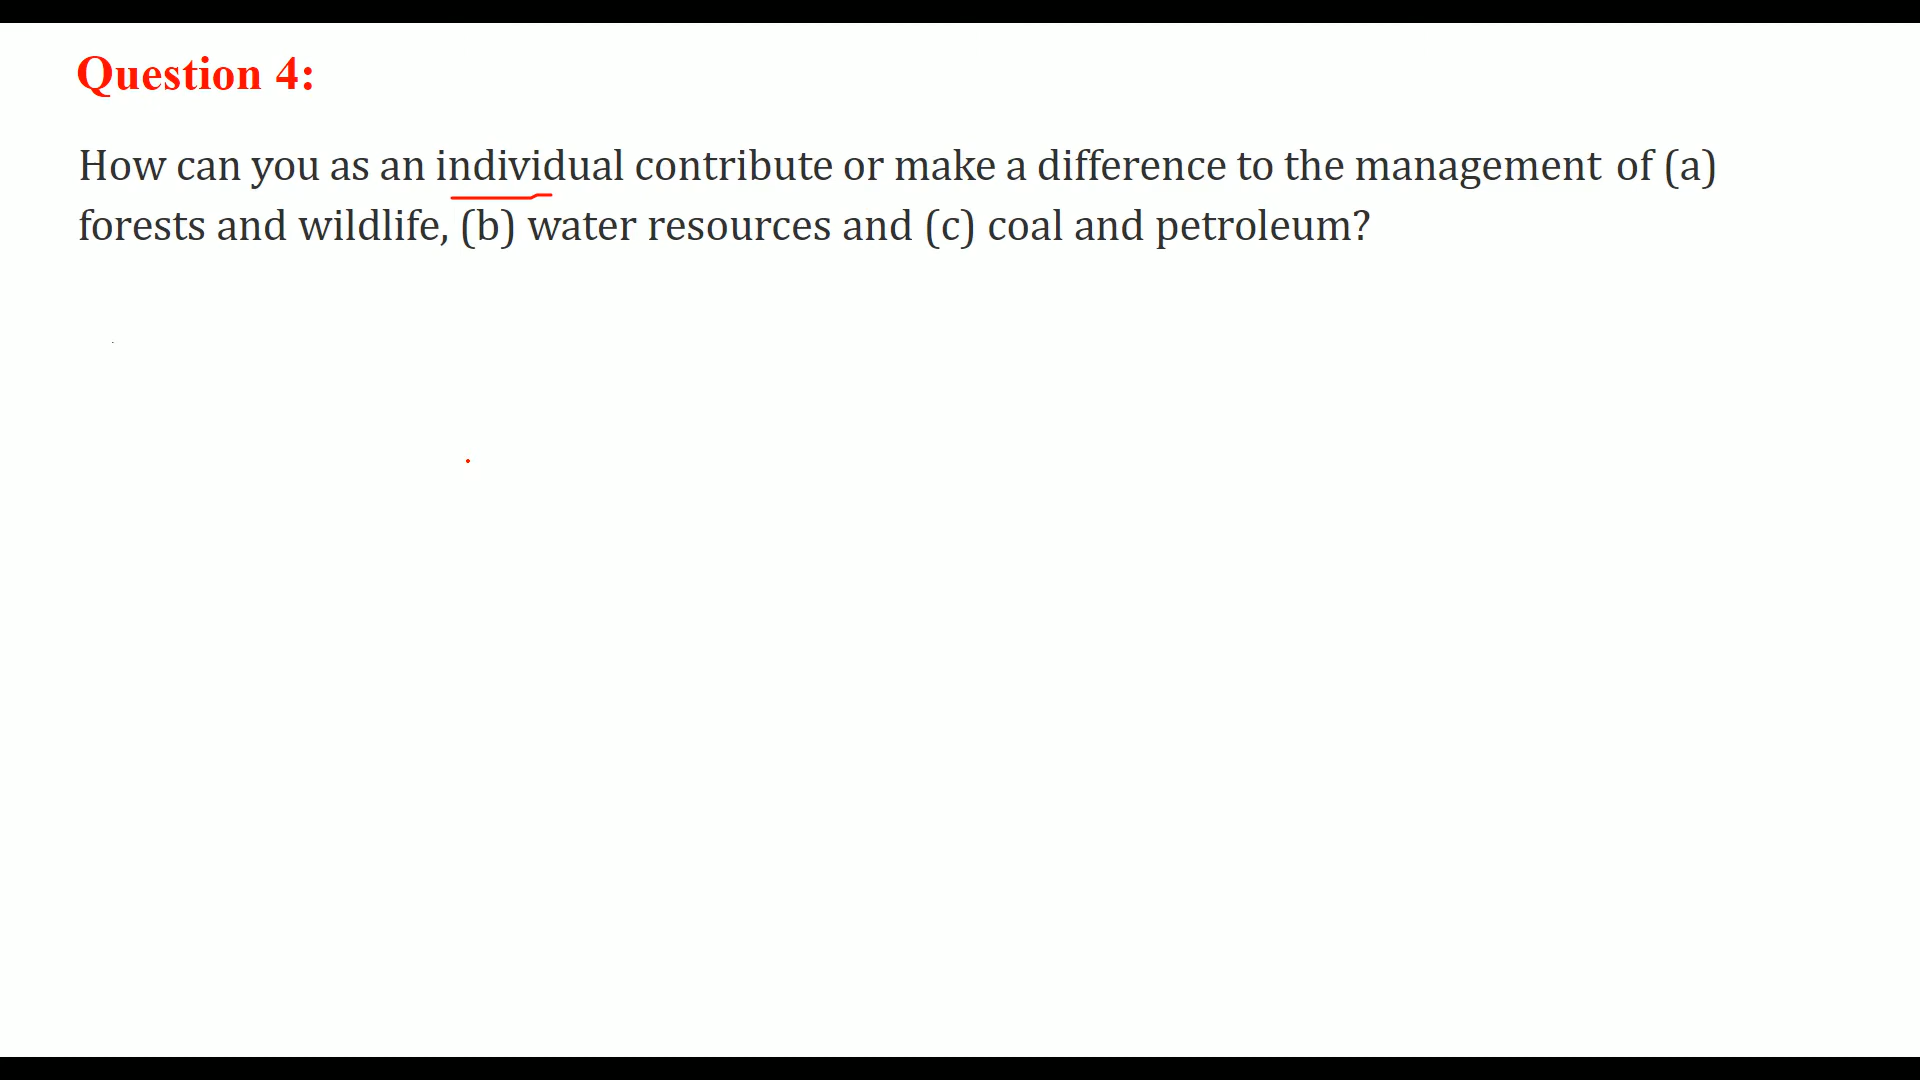 Question 4:
How can you as an individual contribute or make a difference to the management of (a)
forests and wildlife, (b) water resources and (c) coal and petroleum?